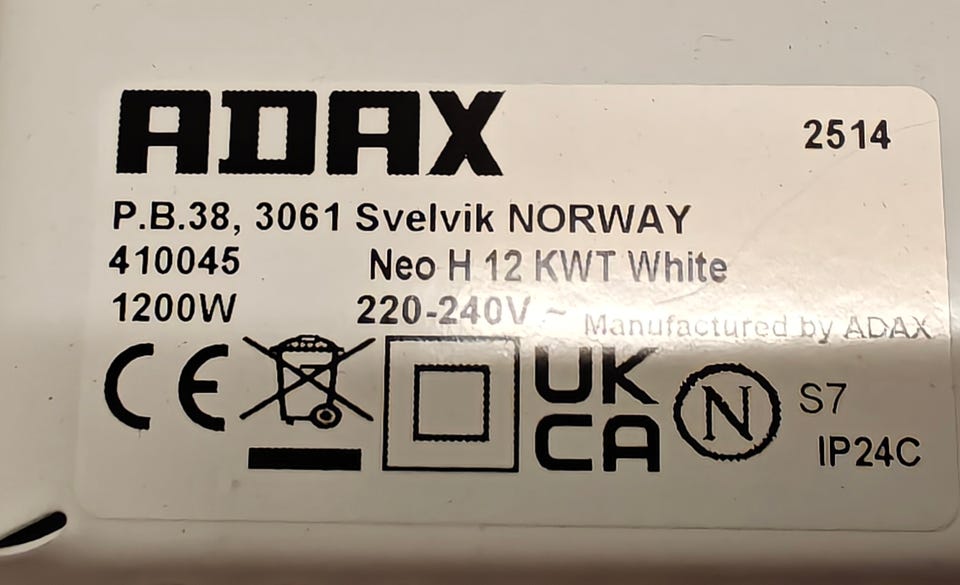 ADAX 2514
P.B.38, 3061 Svelvik NORWAY
410045 Neo H 12 KWT White
1200W 220-240V ~ Manufactured by ADAX
CE UK CA N S7
IP24C